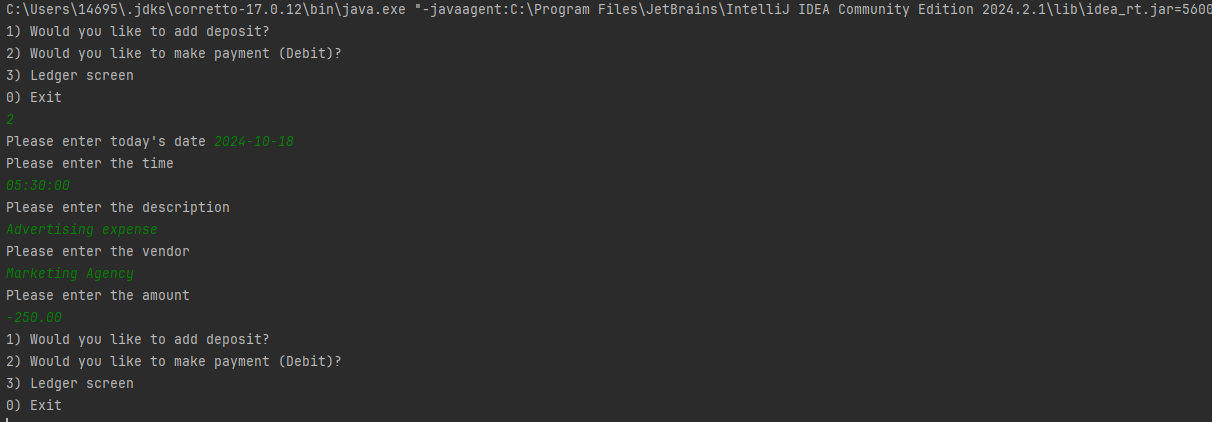 C:\Users\14695\.jdks\corretto-17.0.12\bin\java.exe "-javaagent:C:\Program Files\JetBrains\IntelliJ IDEA Community Edition 2024.2.1\lib\idea_rt.jar=5600
1) Would you like to add deposit?
2) Would you like to make payment (Debit)?
3) Ledger screen
0) Exit
2
Please enter today's date 2024-10-18
Please enter the time
05:30:00
Please enter the description
Advertising expense
Please enter the vendor
Marketing Agency
Please enter the amount
-250.00
1) Would you like to add deposit?
2) Would you like to make payment (Debit)?
3) Ledger screen
0) Exit